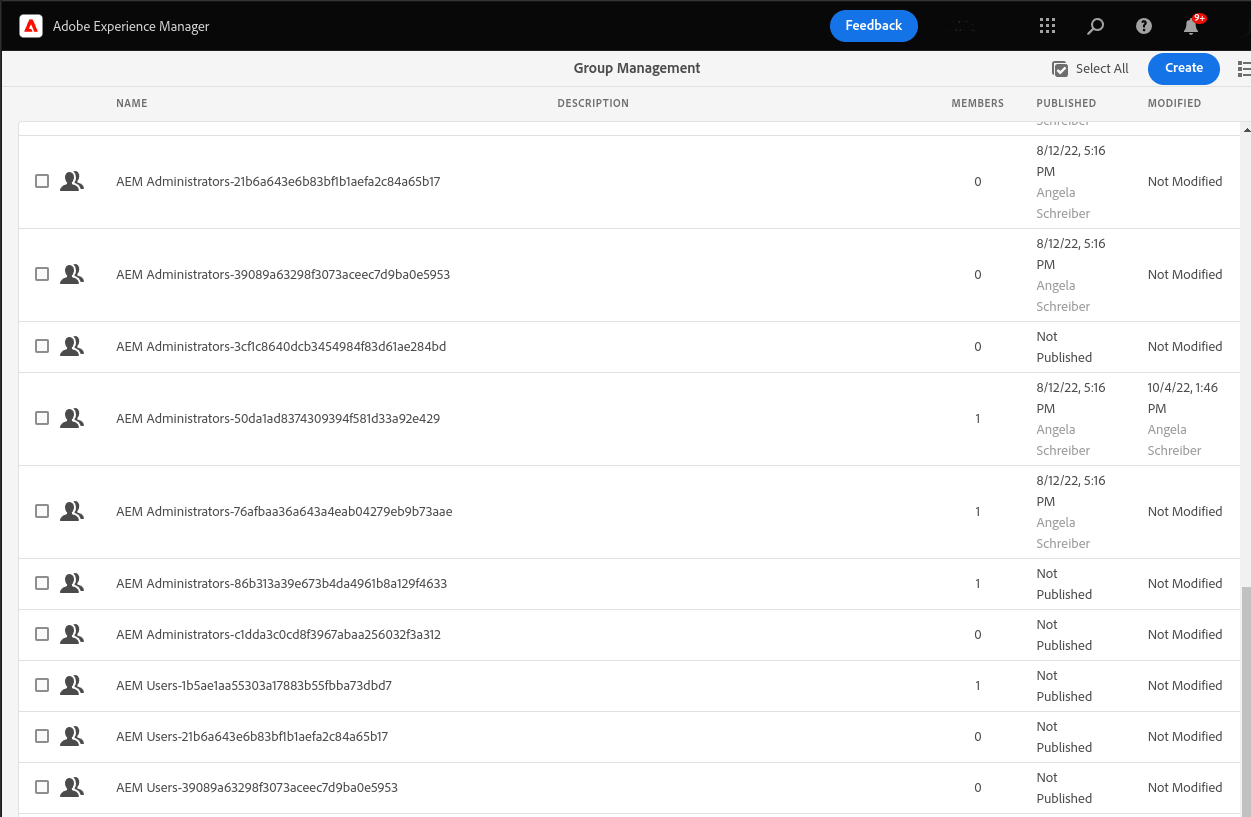 Adobe Experience Manager
Feedback
9+
Group Management
Select All
Create
NAME DESCRIPTION MEMBERS PUBLISHED MODIFIED
Schreiber
AEM Administrators-21b6a643e6b83bf1b1aefa2c84a65b17 0 8/12/22, 5:16 Not Modified
PM
Angela
Schreiber
AEM Administrators-39089a63298f3073aceec7d9ba0e5953 0 8/12/22, 5:16 Not Modified
PM
Angela
Schreiber
AEM Administrators-3cf1c8640dcb3454984f83d61ae284bd 0 Not Not Modified
Published
AEM Administrators-50da1ad8374309394f581d33a92e429 1 8/12/22, 5:16 10/4/22, 1:46
PM PM
Angela Angela
Schreiber Schreiber
AEM Administrators-76afbaa36a643a4eab04279eb9b73aae 1 8/12/22, 5:16 Not Modified
PM
Angela
Schreiber
AEM Administrators-86b313a39e673b4da4961b8a129f4633 1 Not Not Modified
Published
AEM Administrators-c1dda3c0cd8f3967abaa256032f3a312 0 Not Not Modified
Published
AEM Users-1b5ae1aa55303a17883b55fbba73dbd7 1 Not Not Modified
Published
AEM Users-21b6a643e6b83bf1b1aefa2c84a65b17 0 Not Not Modified
Published
AEM Users-39089a63298f3073aceec7d9ba0e5953 0 Not Not Modified
Published